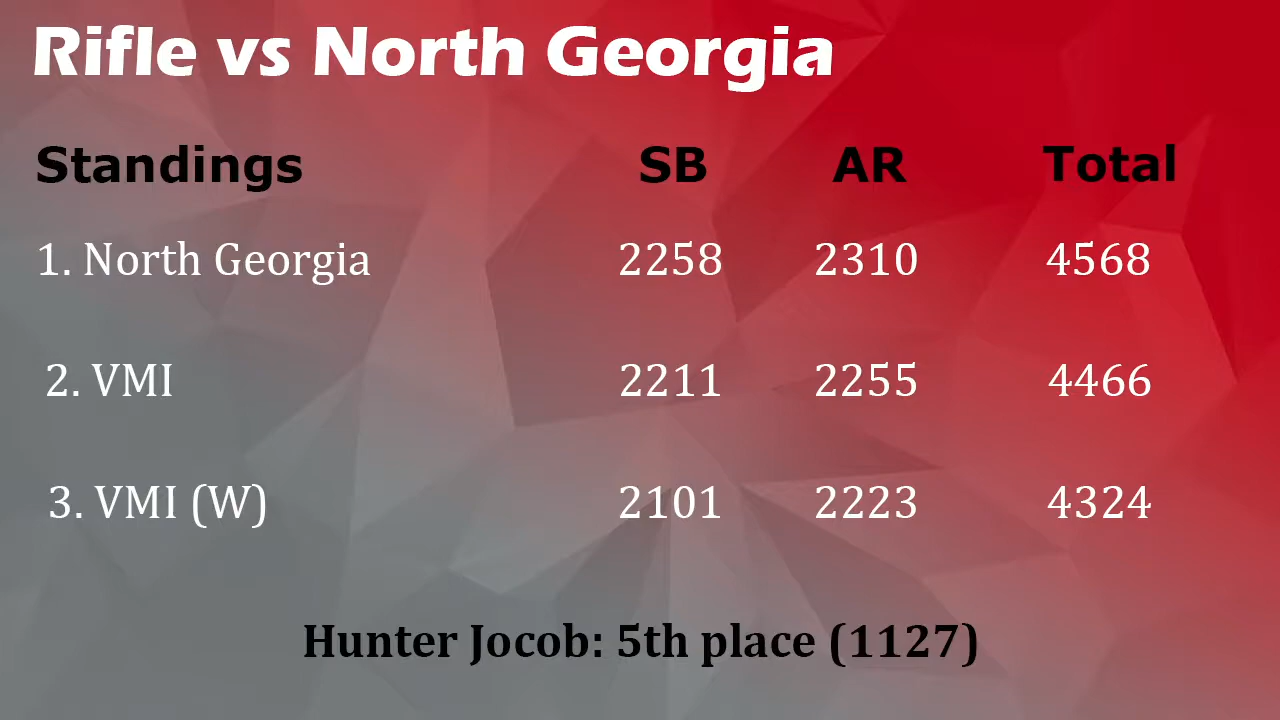 Rifle vs North Georgia
Standings SB AR Total
1. North Georgia 2258 2310 4568
2. VMI 2211 2255 4466
3. VMI (W) 2101 2223 4324
Hunter Jocob: 5th place (1127)